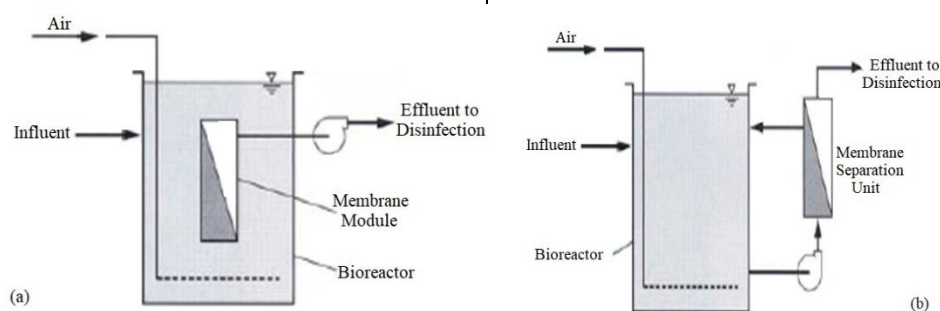 Air
Influent
Effluent to
Disinfection
Membrane
Module
Bioreactor
(a)
Air
Effluent to
Disinfection
Influent
Membrane
Separation
Unit
Bioreactor
(b)